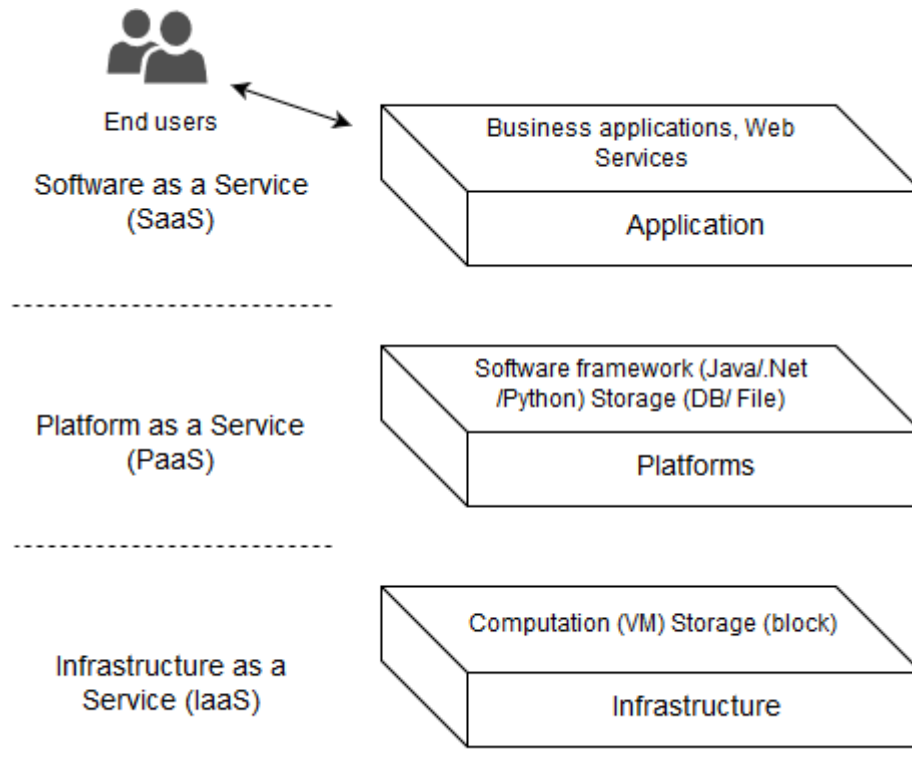 End users
Business applications, Web
Services
Software as a Service
(SaaS)
Application
Software framework (Java/.Net
/Python) Storage (DB/ File)
Platform as a Service
(PaaS)
Platforms
Computation (VM) Storage (block)
Infrastructure as a
Service (IaaS)
Infrastructure